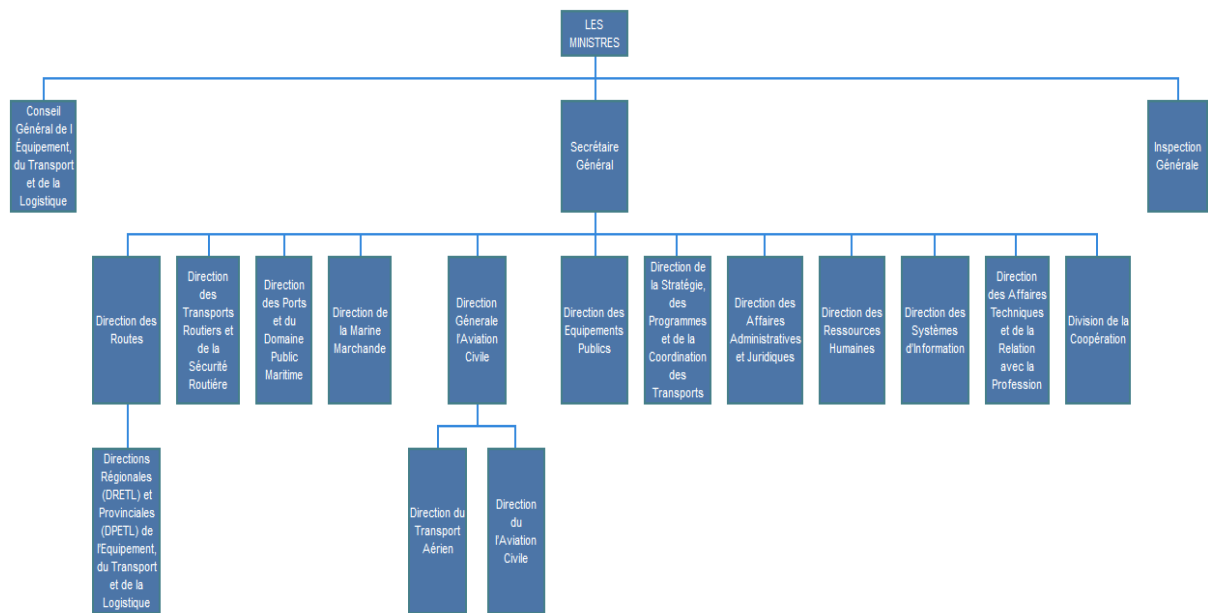 LES
MINISTRES
Conseil
Général de l
Équipement,
du Transport
et de la
Logistique
Secrétaire
Général
Inspection
Générale
Direction des
Routes
Direction
des
Transports
Routiers et
de la
Sécurité
Routière
Direction
des Ports
et du
Domaine
Public
Maritime
Direction de
la Marine
Marchande
Direction
Génerale
l'Aviation
Civile
Direction des
Equipements
Publics
Direction de
la Stratégie,
des
Programmes
et de la
Coordination
des
Transports
Direction des
Affaires
Administratives
et Juridiques
Direction des
Ressources
Humaines
Direction des
Systèmes
d'Information
Direction
des Affaires
Techniques
et de la
Relation
avec la
Profession
Division de la
Coopération
Directions
Régionales
(DRETL) et
Provinciales
(DPETL) de
l'Equipement,
du Transport
et de la
Logistique
Direction du
Transport
Aérien
Direction
du
l'Aviation
Civile